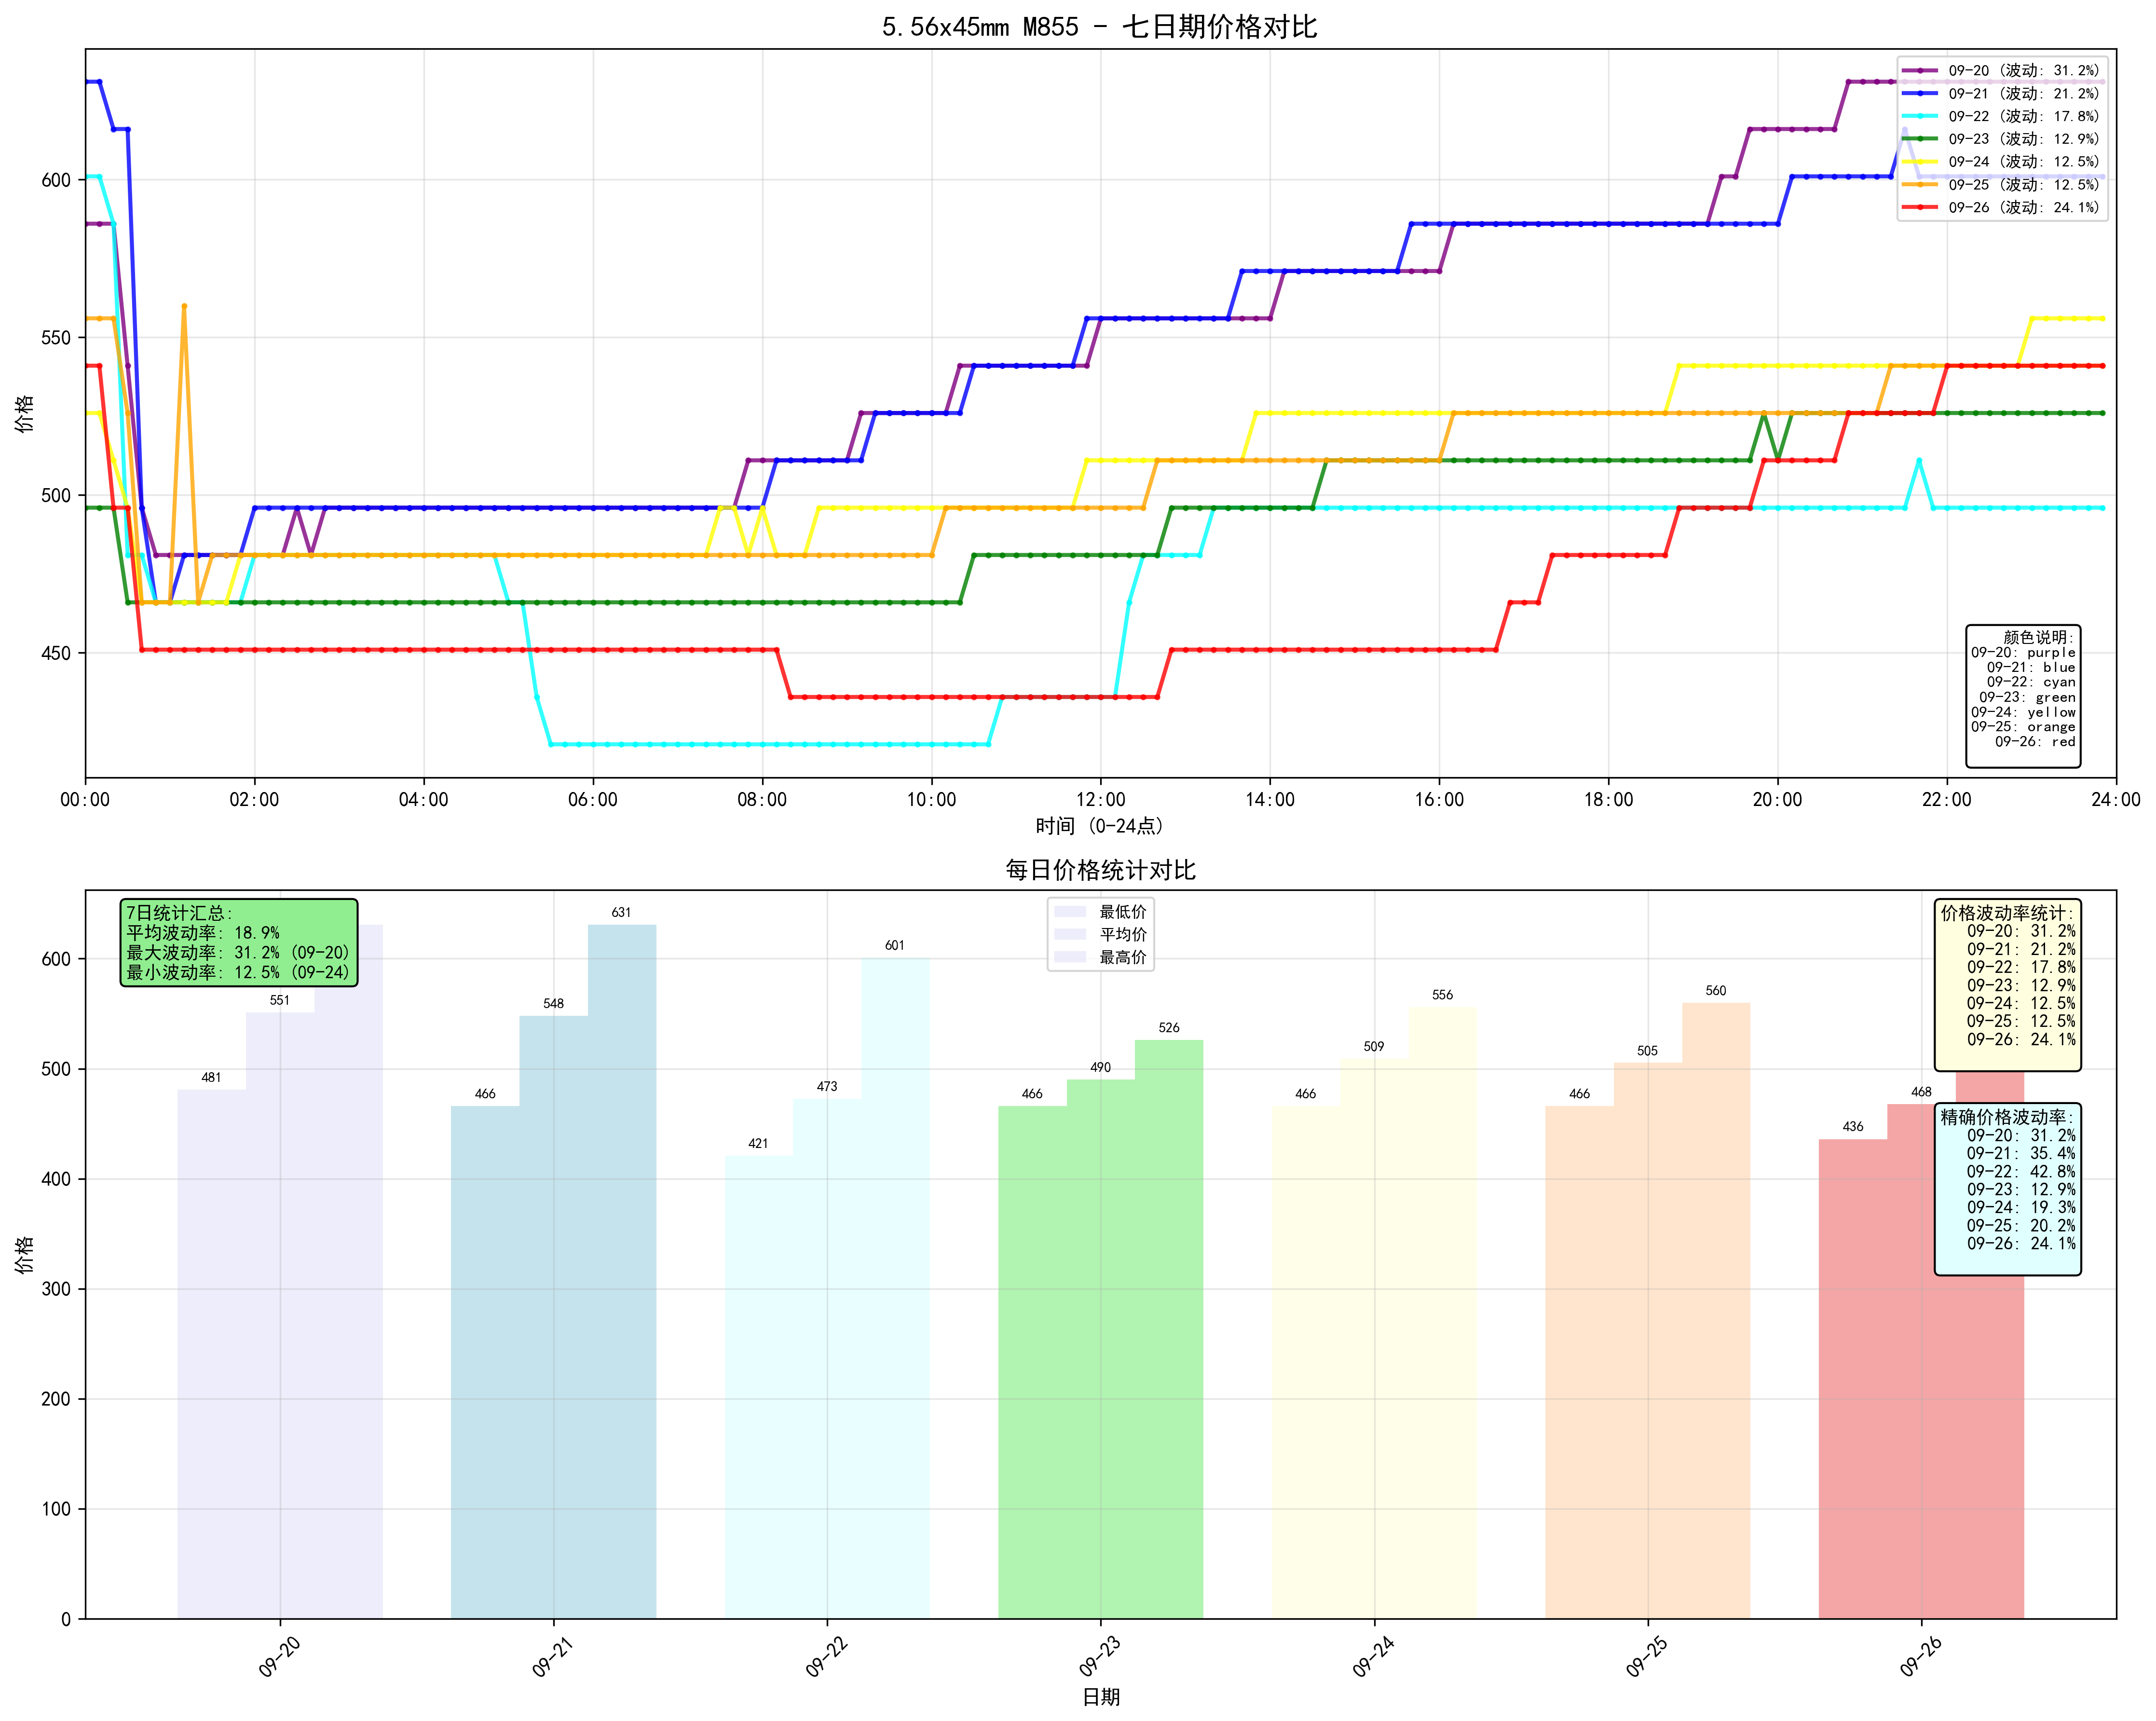 5.56x45mm M855 - 七日期价格对比
价格
600
550
500
450
09-20 (波动: 31.2%)
09-21 (波动: 21.2%)
09-22 (波动: 17.8%)
09-23 (波动: 12.9%)
09-24 (波动: 12.5%)
09-25 (波动: 12.5%)
09-26 (波动: 24.1%)
颜色说明:
09-20: purple
09-21: blue
09-22: cyan
09-23: green
09-24: yellow
09-25: orange
09-26: red
00:00 02:00 04:00 06:00 08:00 10:00 12:00 14:00 16:00 18:00 20:00 22:00 24:00
时间 (0-24点)
每日价格统计对比
价格
600
500
400
300
200
100
0
7日统计汇总:
平均波动率: 18.9%
最大波动率: 31.2% (09-20)
最小波动率: 12.5% (09-24)
最低价
平均价
最高价
价格波动率统计:
09-20: 31.2%
09-21: 21.2%
09-22: 17.8%
09-23: 12.9%
09-24: 12.5%
09-25: 12.5%
09-26: 24.1%
精确价格波动率:
09-20: 31.2%
09-21: 35.4%
09-22: 42.8%
09-23: 12.9%
09-24: 19.3%
09-25: 20.2%
09-26: 24.1%
481 551
466 548 631
421 473 601
466 490 526
466 509 556
466 505 560
436 468
09-20 09-21 09-22 09-23 09-24 09-25 09-26
日期